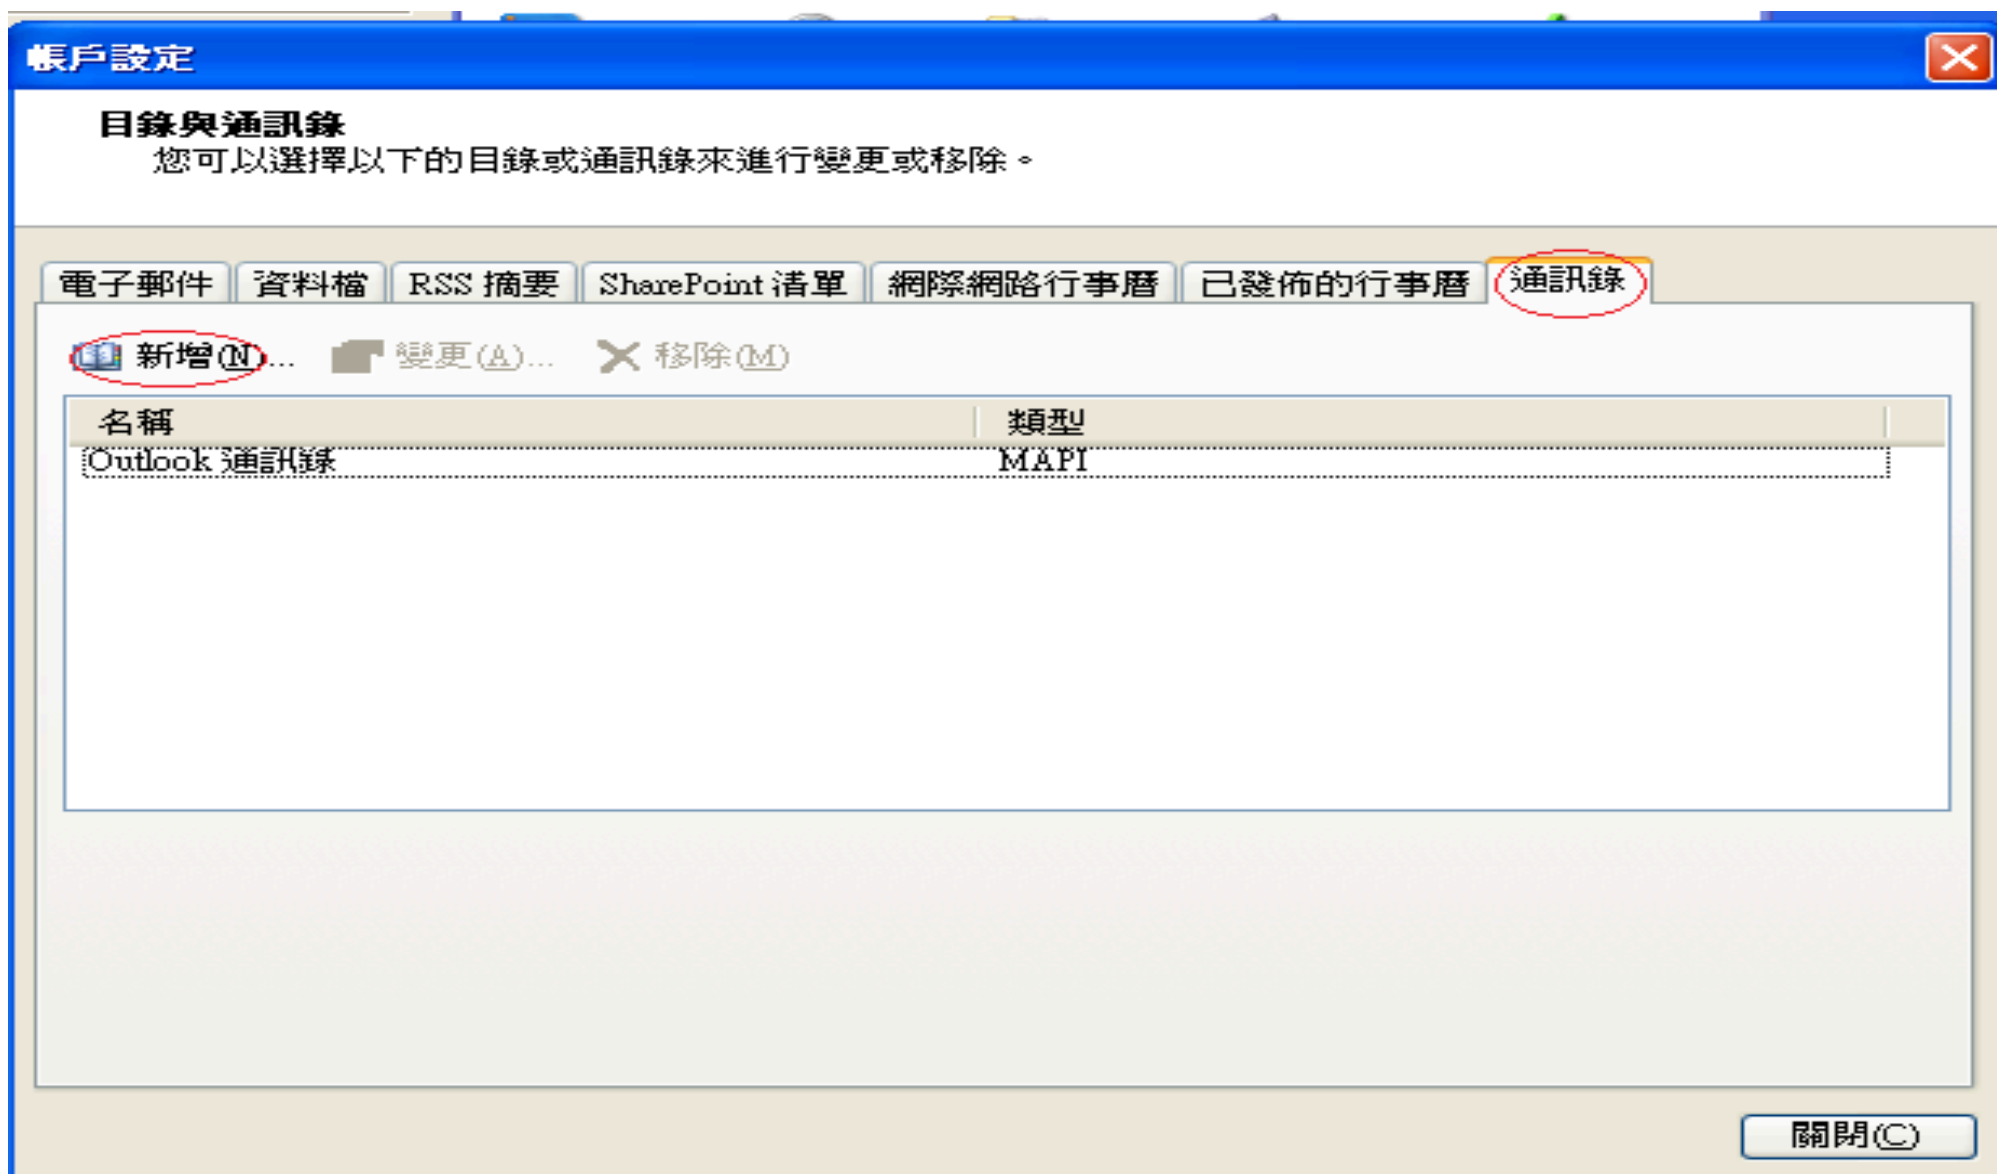 帳戶設定
目錄與通訊錄
您可以選擇以下的目錄或通訊錄來進行變更或移除。
電子郵件 資料檔 RSS 摘要 SharePoint 清單 網際網路行事曆 已發佈的行事曆 通訊錄
新增(N)... 變更(A)... 移除(M)
名稱 類型
Outlook 通訊錄 MAPI
關閉(C)